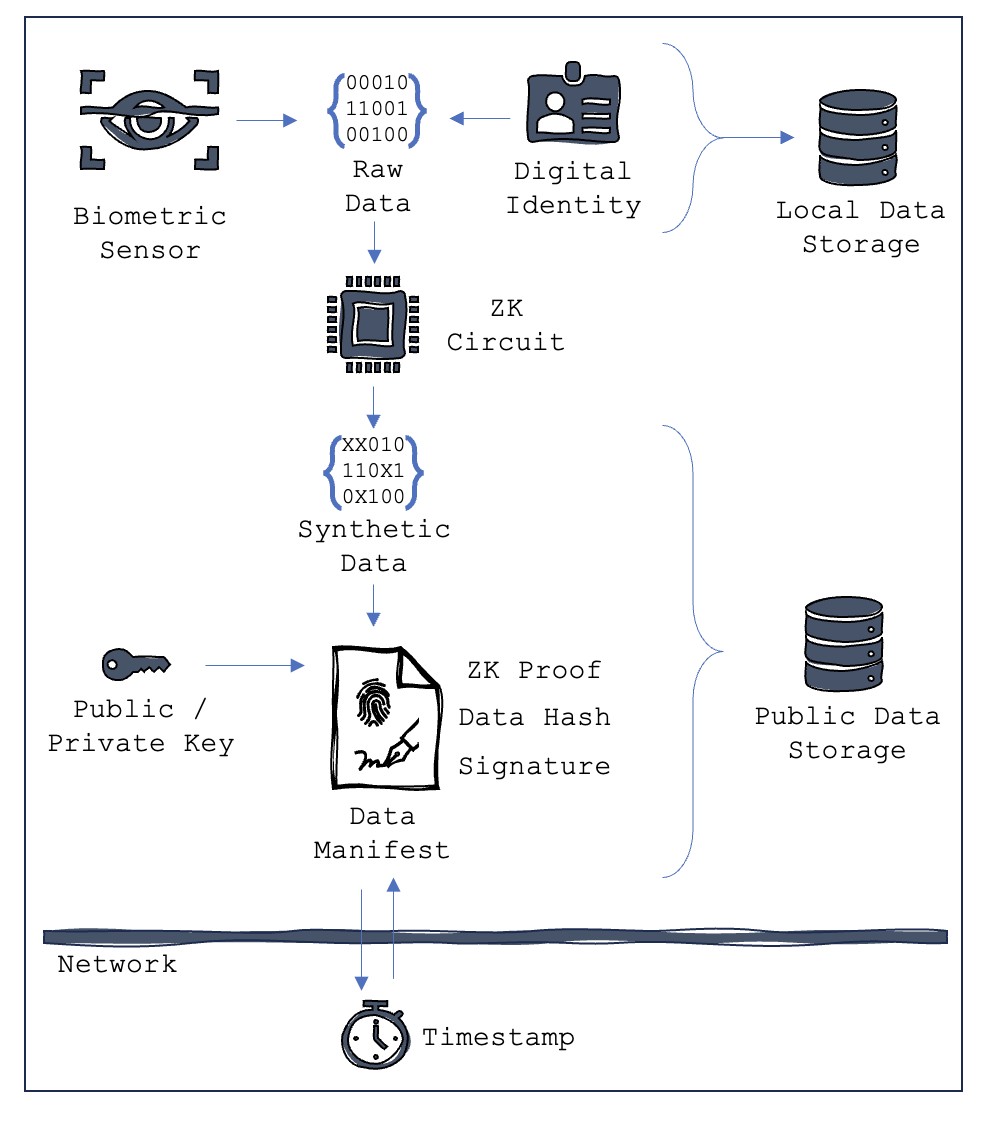 00010
11001
00100
Raw
Data
Digital
Identity
Biometric
Sensor
Local Data
Storage
ZK
Circuit
XX010
110X1
0X100
Synthetic
Data
Public /
Private Key
ZK Proof
Data Hash
Signature
Data
Manifest
Public Data
Storage
Network
Timestamp